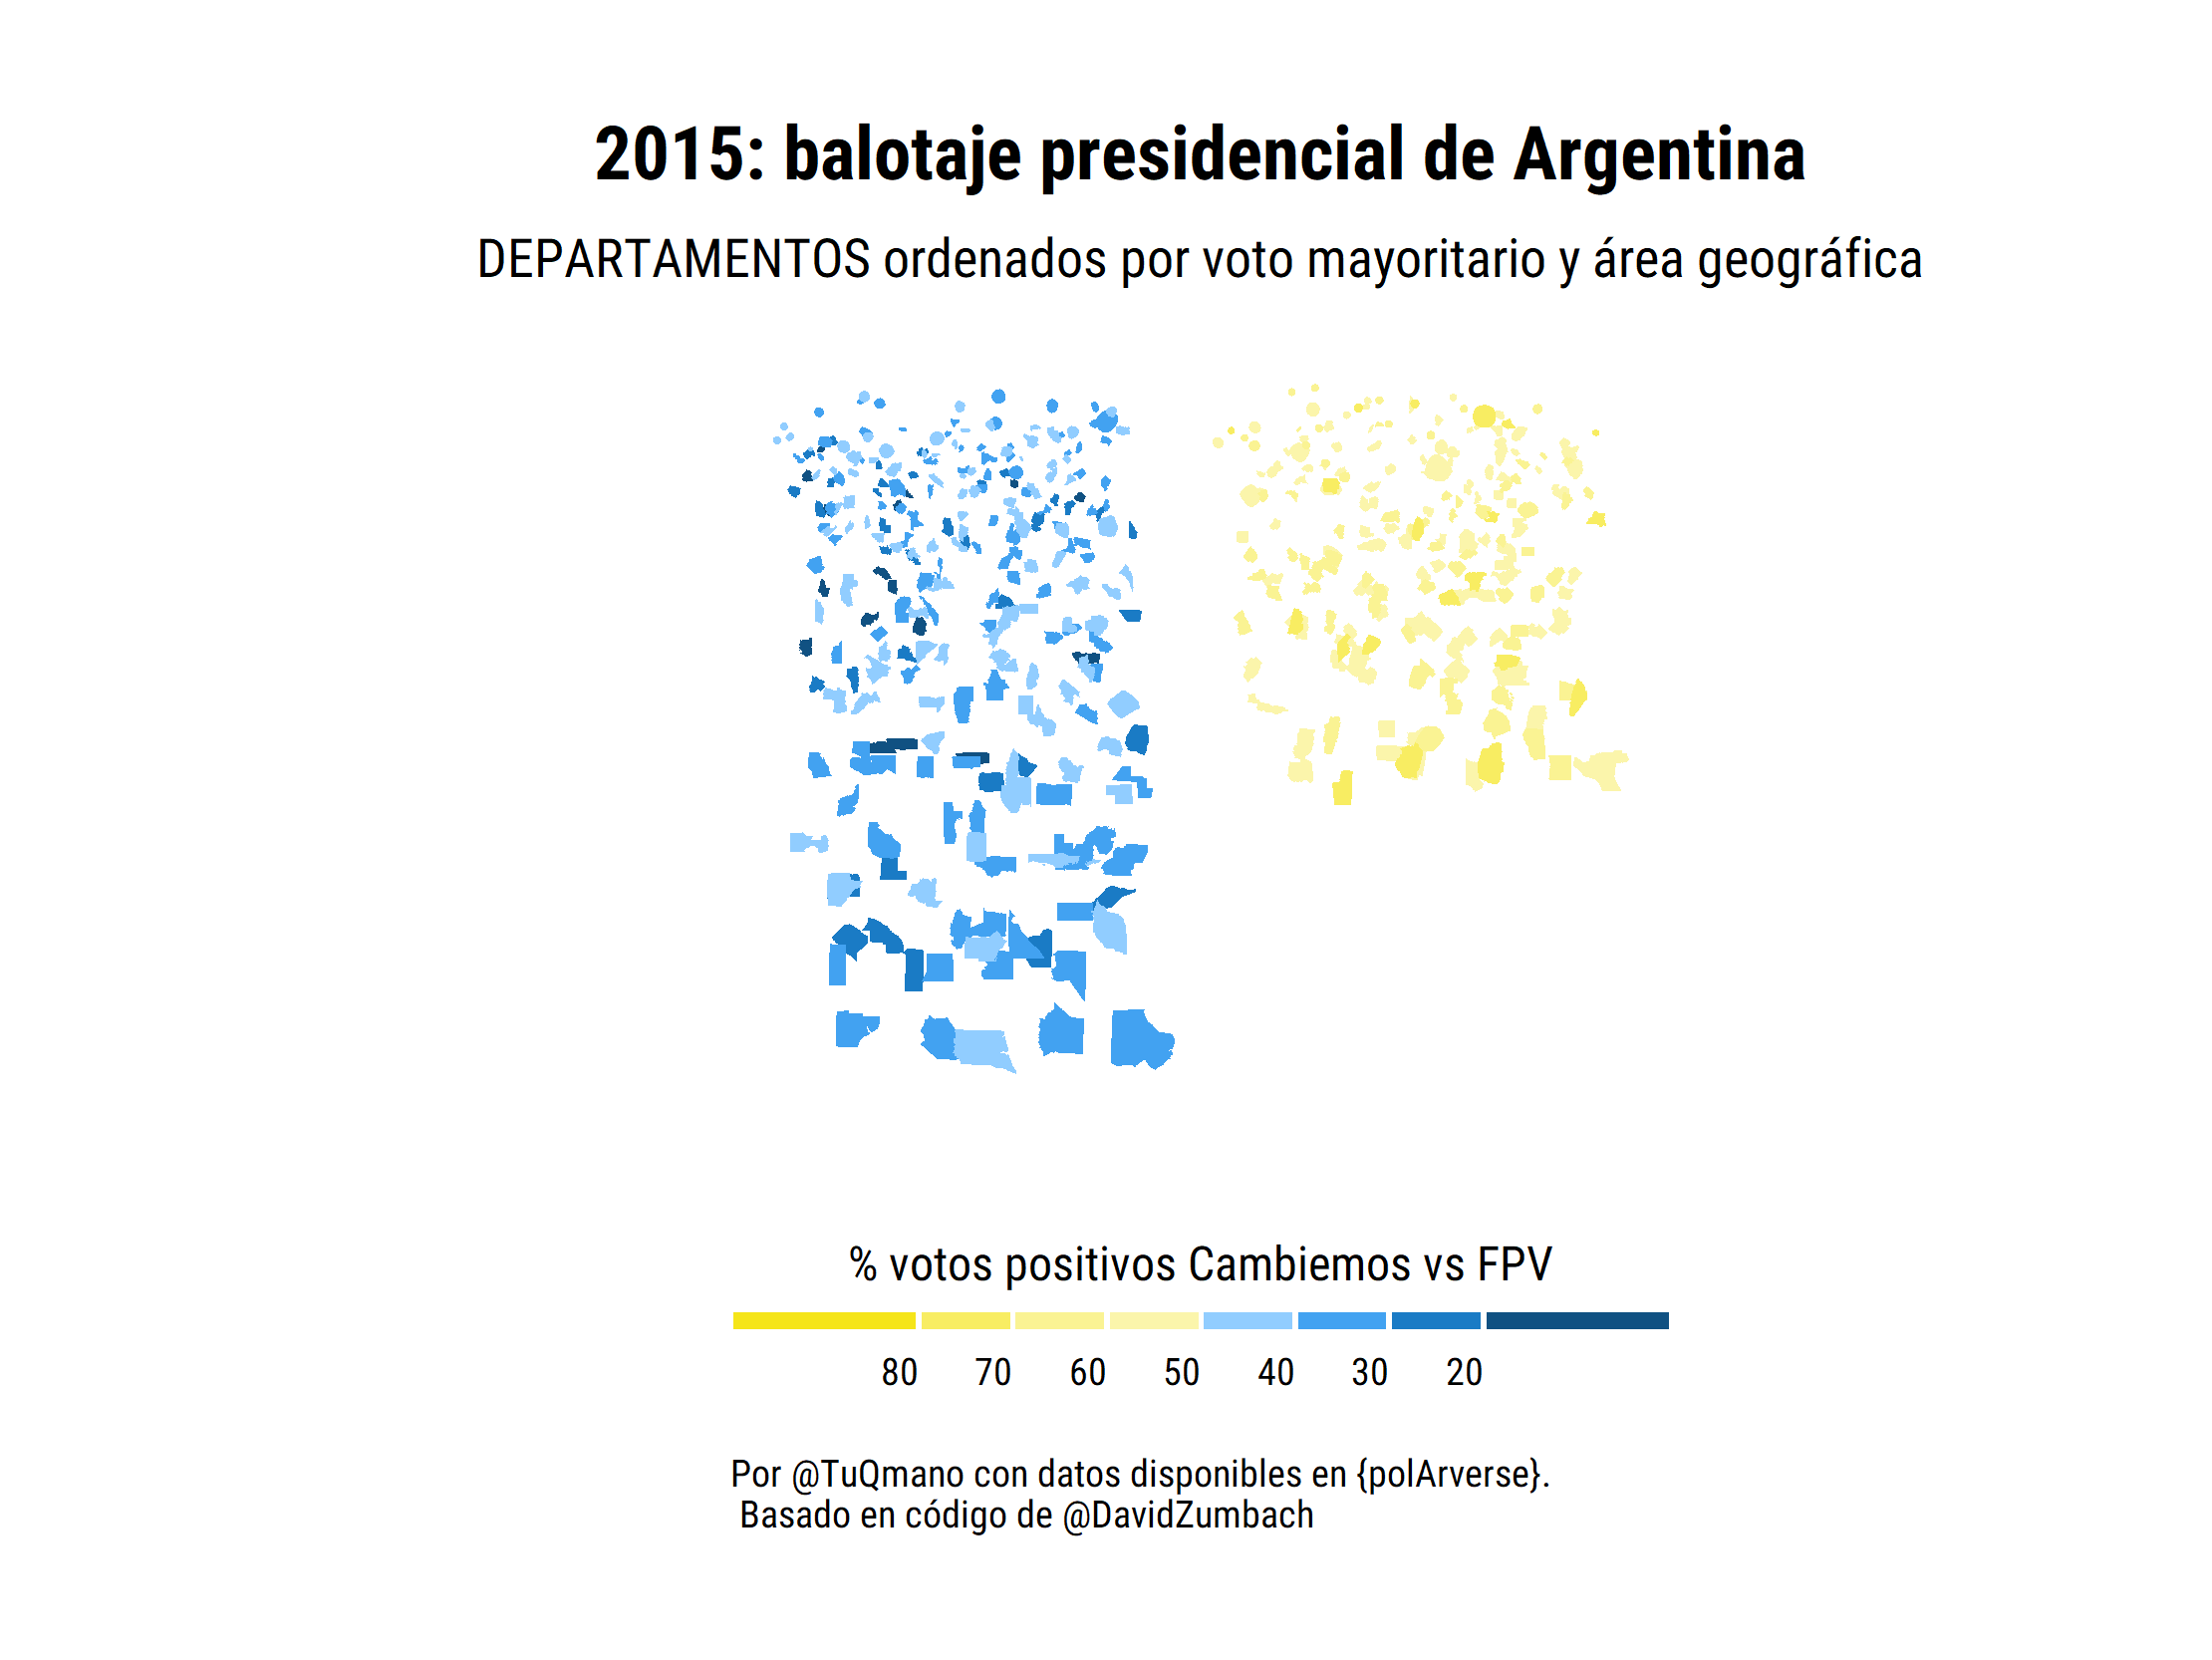 2015: balotaje presidencial de Argentina
DEPARTAMENTOS ordenados por voto mayoritario y área geográfica
% votos positivos Cambiemos vs FPV
80 70 60 50 40 30 20
Por @TuQmano con datos disponibles en {polArverse}.
Basado en código de @DavidZumbach